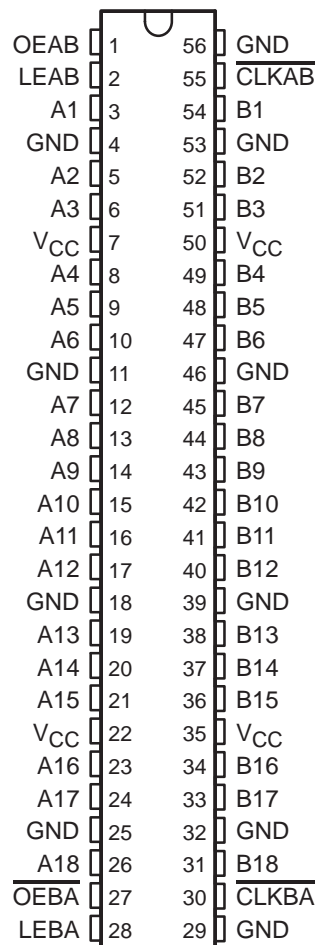 OEAB 1 56 GND
LEAB 2 55 C̅L̅K̅A̅B̅
A1 3 54 B1
GND 4 53 GND
A2 5 52 B2
A3 6 51 B3
VCC 7 50 VCC
A4 8 49 B4
A5 9 48 B5
A6 10 47 B6
GND 11 46 GND
A7 12 45 B7
A8 13 44 B8
A9 14 43 B9
A10 15 42 B10
A11 16 41 B11
A12 17 40 B12
GND 18 39 GND
A13 19 38 B13
A14 20 37 B14
A15 21 36 B15
VCC 22 35 VCC
A16 23 34 B16
A17 24 33 B17
GND 25 32 GND
A18 26 31 B18
O̅E̅B̅A̅ 27 30 C̅L̅K̅B̅A̅
LEBA 28 29 GND